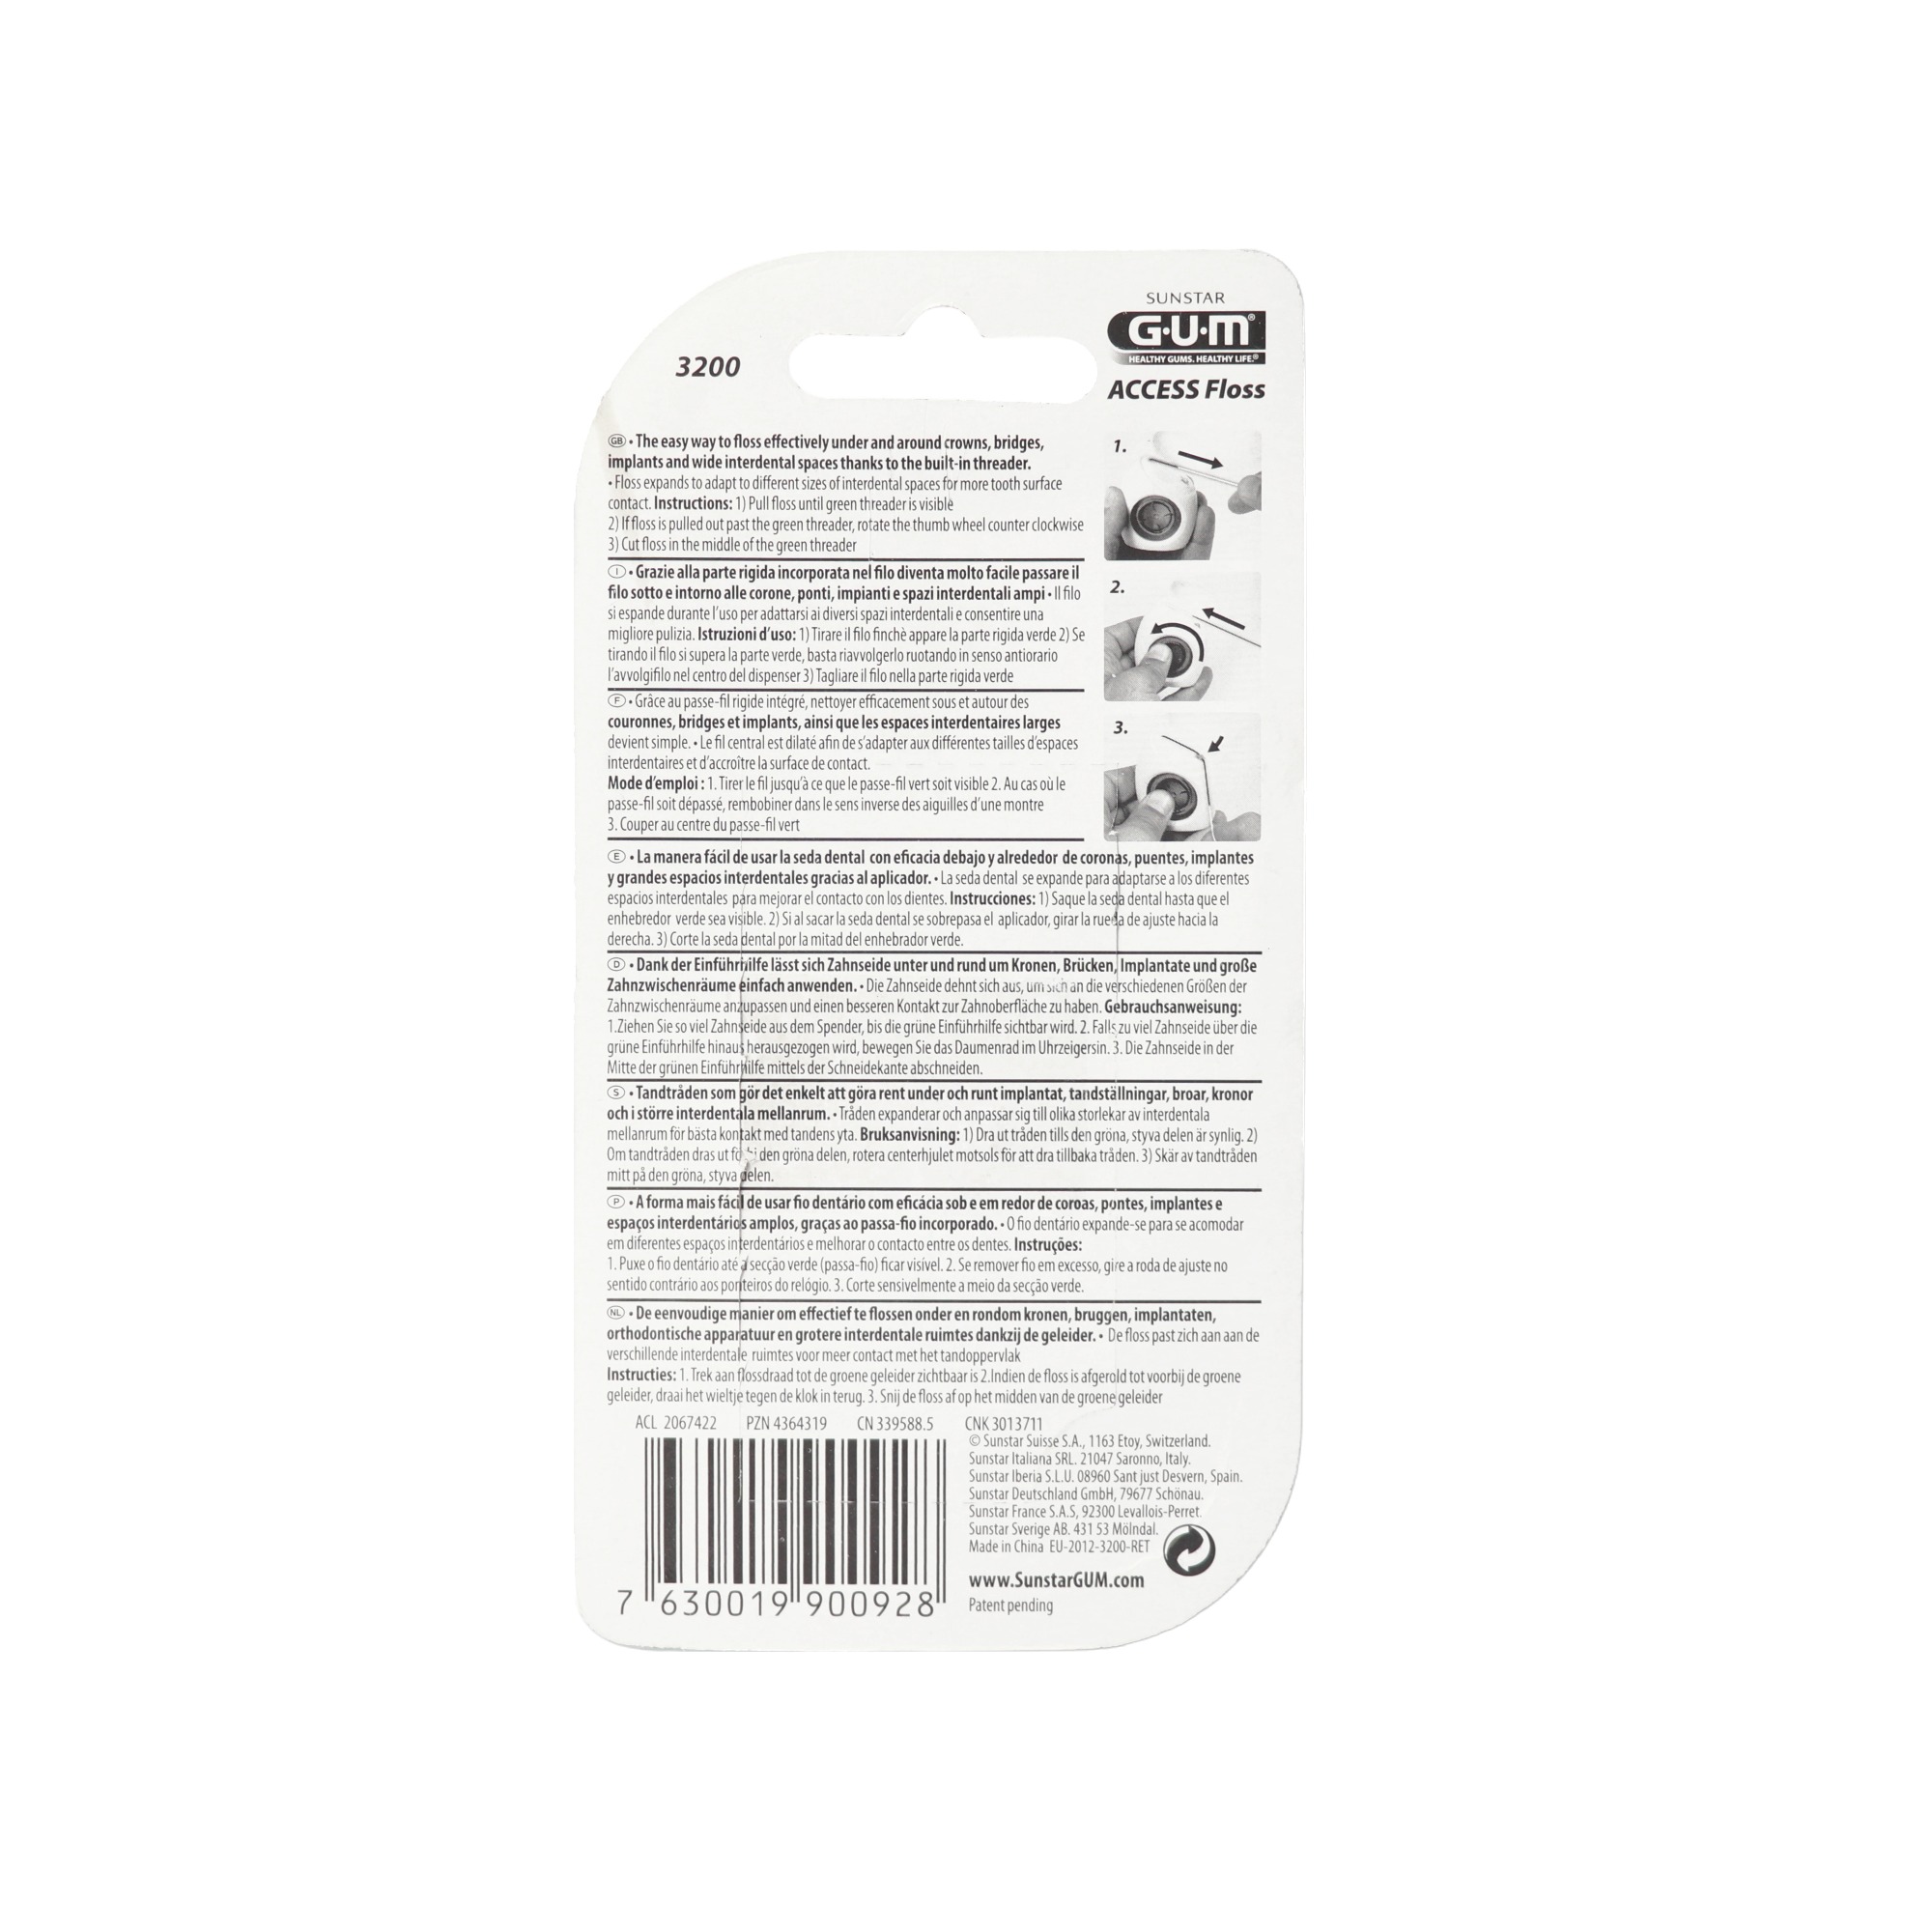 SUNSTAR
G·U·M®
HEALTHY GUMS. HEALTHY LIFE.®
3200
ACCESS Floss
GB • The easy way to floss effectively under and around crowns, bridges,
implants and wide interdental spaces thanks to the built-in threader.
• Floss expands to adapt to different sizes of interdental spaces for more tooth surface
contact. Instructions: 1) Pull floss until green threader is visible
2) If floss is pulled out past the green threader, rotate the thumb wheel counter clockwise
3) Cut floss in the middle of the green threader
1.
2.
3.
I • Grazie alla parte rigida incorporata nel filo diventa molto facile passare il
filo sotto e intorno alle corone, ponti, impianti e spazi interdentali ampi • Il filo
si espande durante l'uso per adattarsi ai diversi spazi interdentali e consentire una
migliore pulizia. Istruzioni d'uso: 1) Tirare il filo finchè appare la parte rigida verde 2) Se
tirando il filo si supera la parte verde, basta riavvolgerlo ruotando in senso antiorario
l'avvolgifilo nel centro del dispenser 3) Tagliare il filo nella parte rigida verde
F • Grâce au passe-fil rigide intégré, nettoyer efficacement sous et autour des
couronnes, bridges et implants, ainsi que les espaces interdentaires larges
devient simple. • Le fil central est dilaté afin de s'adapter aux différentes tailles d'espaces
interdentaires et d'accroître la surface de contact.
Mode d'emploi : 1. Tirer le fil jusqu'à ce que le passe-fil vert soit visible 2. Au cas où le
passe-fil soit dépassé, rembobiner dans le sens inverse des aiguilles d'une montre
3. Couper au centre du passe-fil vert
E • La manera fácil de usar la seda dental con eficacia debajo y alrededor de coronas, puentes, implantes
y grandes espacios interdentales gracias al aplicador. • La seda dental se expande para adaptarse a los diferentes
espacios interdentales para mejorar el contacto con los dientes. Instrucciones: 1) Saque la seda dental hasta que el
enhebredor verde sea visible. 2) Si al sacar la seda dental se sobrepasa el aplicador, girar la rueda de ajuste hacia la
derecha. 3) Corte la seda dental por la mitad del enhebrador verde.
D • Dank der Einführhilfe lässt sich Zahnseide unter und rund um Kronen, Brücken, Implantate und große
Zahnzwischenräume einfach anwenden. • Die Zahnseide dehnt sich aus, um sich an die verschiedenen Größen der
Zahnzwischenräume anzupassen und einen besseren Kontakt zur Zahnoberfläche zu haben. Gebrauchsanweisung:
1.Ziehen Sie so viel Zahnseide aus dem Spender, bis die grüne Einführhilfe sichtbar wird. 2. Falls zu viel Zahnseide über die
grüne Einführhilfe hinaus herausgezogen wird, bewegen Sie das Daumenrad im Uhrzeigersin. 3. Die Zahnseide in der
Mitte der grünen Einführhilfe mittels der Schneidekante abschneiden.
S • Tandtråden som gör det enkelt att göra rent under och runt implantat, tandställningar, broar, kronor
och i större interdentala mellanrum. • Tråden expanderar och anpassar sig till olika storlekar av interdentala
mellanrum för bästa kontakt med tandens yta. Bruksanvisning: 1) Dra ut tråden tills den gröna, styva delen är synlig. 2)
Om tandtråden dras ut förbi den gröna delen, rotera centerhjulet motsols för att dra tillbaka tråden. 3) Skär av tandtråden
mitt på den gröna, styva delen.
P • A forma mais fácil de usar fio dentário com eficácia sob e em redor de coroas, pontes, implantes e
espaços interdentários amplos, graças ao passa-fio incorporado. • O fio dentário expande-se para se acomodar
em diferentes espaços interdentários e melhorar o contacto entre os dentes. Instruções:
1. Puxe o fio dentário até a secção verde (passa-fio) ficar visível. 2. Se remover fio em excesso, gire a roda de ajuste no
sentido contrário aos ponteiros do relógio. 3. Corte sensivelmente a meio da secção verde.
NL • De eenvoudige manier om effectief te flossen onder en rondom kronen, bruggen, implantaten,
orthodontische apparatuur en grotere interdentale ruimtes dankzij de geleider. • De floss past zich aan aan de
verschillende interdentale ruimtes voor meer contact met het tandoppervlak
Instructies: 1. Trek aan flossdraad tot de groene geleider zichtbaar is 2.Indien de floss is afgerold tot voorbij de groene
geleider, draai het wieltje tegen de klok in terug. 3. Snij de floss af op het midden van de groene geleider
ACL 2067422 PZN 4364319 CN 339588.5 CNK 3013711
© Sunstar Suisse S.A., 1163 Etoy, Switzerland.
Sunstar Italiana SRL. 21047 Saronno, Italy.
Sunstar Iberia S.L.U. 08960 Sant just Desvern, Spain.
Sunstar Deutschland GmbH, 79677 Schönau.
Sunstar France S.A.S, 92300 Levallois-Perret.
Sunstar Sverige AB. 431 53 Mölndal.
Made in China EU-2012-3200-RET
www.SunstarGUM.com
Patent pending
7 630019 900928